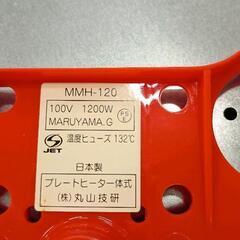 MMH-120
100V 1200W
MARUYAMA.G
PSE
JET
温度ヒューズ 132℃
日本製
プレートヒーター体式
(株) 丸山技研